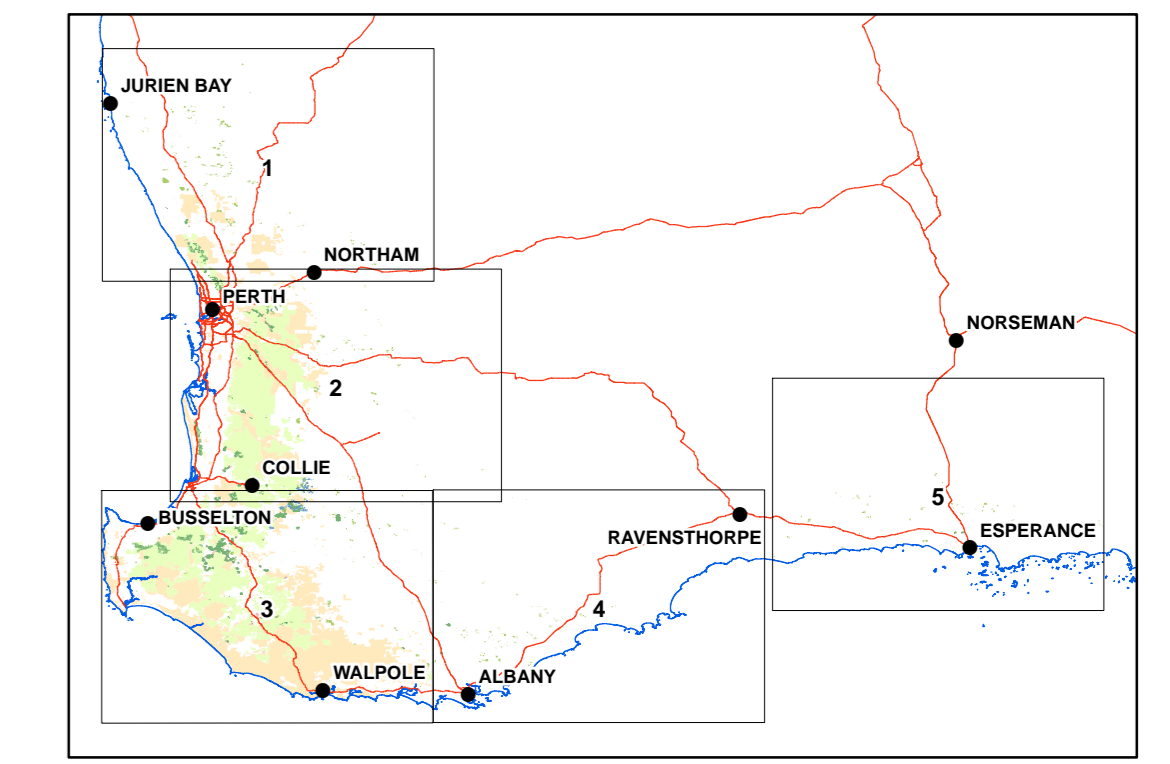 JURIEN BAY
1
NORTHAM
PERTH
NORSEMAN
2
COLLIE
5
BUSSELTON
RAVENSTHORPE
ESPERANCE
3
4
WALPOLE
ALBANY